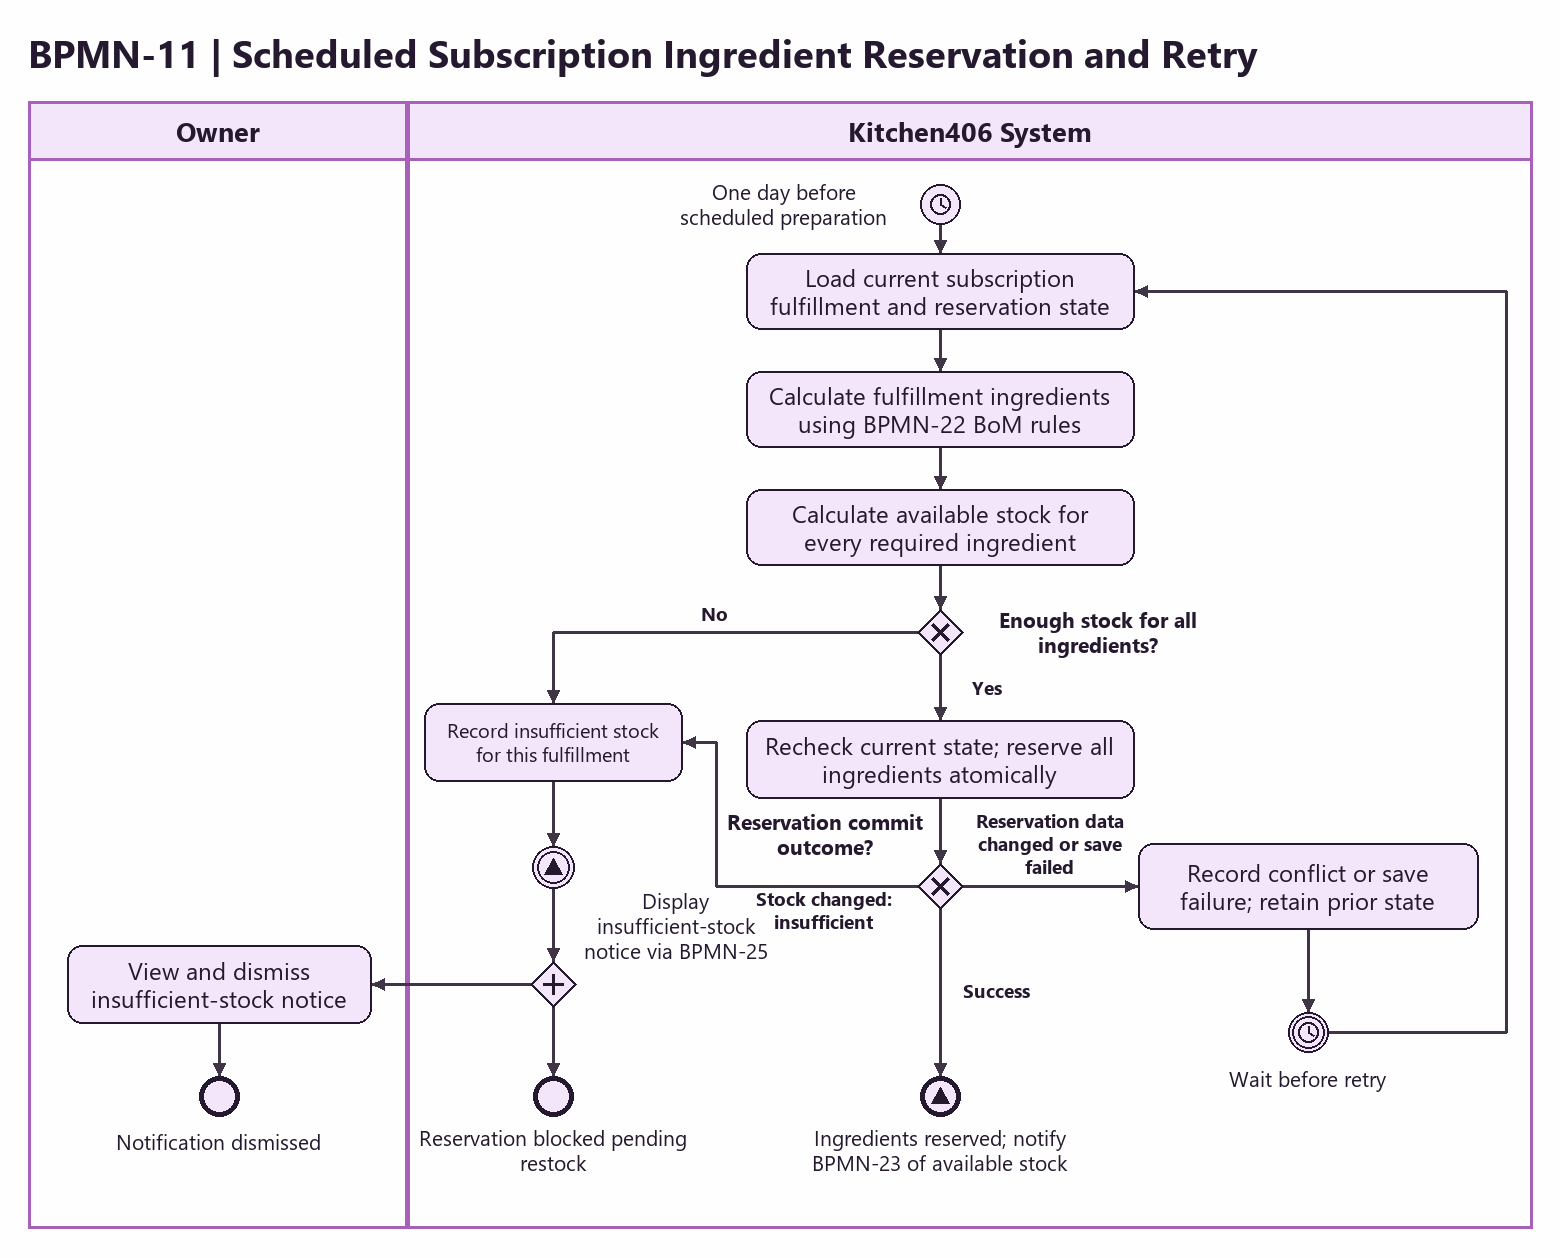 BPMN-11 | Scheduled Subscription Ingredient Reservation and Retry
Owner
Kitchen406 System
One day before
scheduled preparation
Load current subscription
fulfillment and reservation state
Calculate fulfillment ingredients
using BPMN-22 BoM rules
Calculate available stock for
every required ingredient
No
Enough stock for all
ingredients?
Yes
Record insufficient stock
for this fulfillment
Recheck current state; reserve all
ingredients atomically
Reservation commit
outcome?
Reservation data
changed or save
failed
Record conflict or save
failure; retain prior state
Stock changed:
insufficient
Display
insufficient-stock
notice via BPMN-25
View and dismiss
insufficient-stock notice
Success
Wait before retry
Notification dismissed
Reservation blocked pending
restock
Ingredients reserved; notify
BPMN-23 of available stock